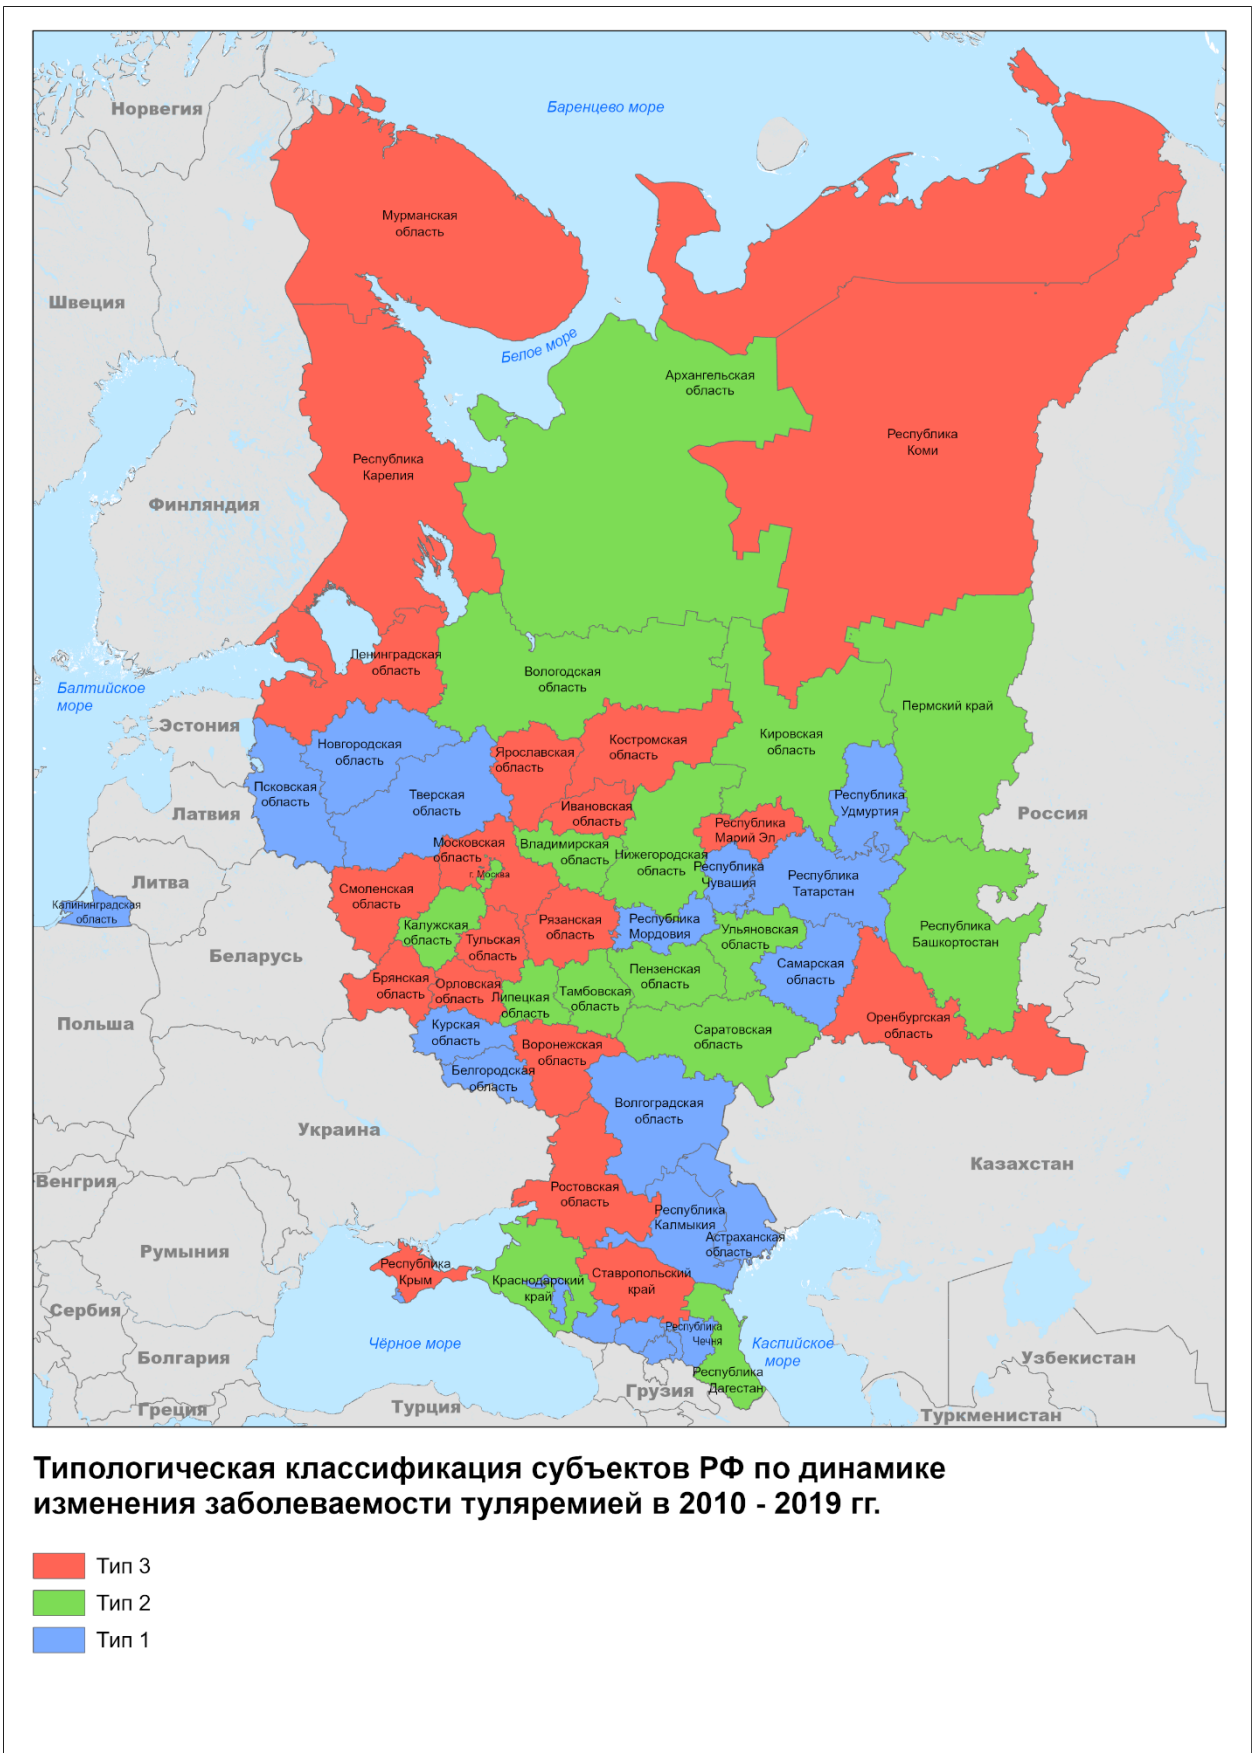 Норвегия
Баренцево море
Мурманская
область
Швеция
Белое море
Архангельская
область
Республика
Коми
Республика
Карелия
Финляндия
Ленинградская
область
Вологодская
область
Балтийское
море
Пермский край
Эстония
Новгородская
область
Ярославская
область
Костромская
область
Кировская
область
Псковская
область
Тверская
область
Ивановская
область
Республика
Удмуртия
Латвия
Россия
Республика
Марий Эл
Московская
область
Владимирская
область
Нижегородская
область
г. Москва
Республика
Чувашия
Республика
Татарстан
Литва
Смоленская
область
Калининградская
область
Калужская
область
Рязанская
область
Республика
Мордовия
Ульяновская
область
Республика
Башкортостан
Тульская
область
Беларусь
Самарская
область
Пензенская
область
Брянская
область
Орловская
область
Липецкая
область
Тамбовская
область
Польша
Курская
область
Воронежская
область
Саратовская
область
Оренбургская
область
Белгородская
область
Волгоградская
область
Украина
Казахстан
Венгрия
Ростовская
область
Республика
Калмыкия
Астраханская
область
Румыния
Республика
Крым
Краснодарский
край
Ставропольский
край
Сербия
Республика
Чечня
Чёрное море
Каспийское
море
Болгария
Узбекистан
Республика
Дагестан
Грузия
Греция
Турция
Туркменистан
Типологическая классификация субъектов РФ по динамике
изменения заболеваемости туляремией в 2010 - 2019 гг.
Тип 3
Тип 2
Тип 1